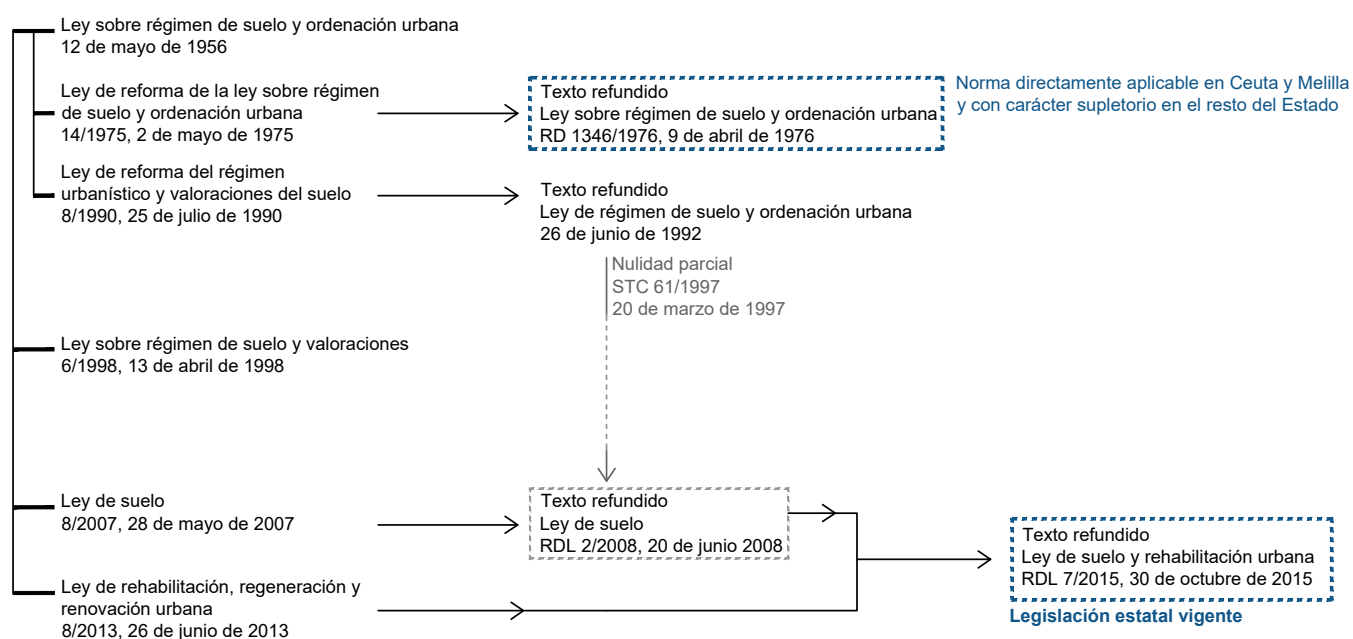 Ley sobre régimen de suelo y ordenación urbana
12 de mayo de 1956
Ley de reforma de la ley sobre régimen
de suelo y ordenación urbana
14/1975, 2 de mayo de 1975
Texto refundido
Ley sobre régimen de suelo y ordenación urbana
RD 1346/1976, 9 de abril de 1976
Norma directamente aplicable en Ceuta y Melilla
y con carácter supletorio en el resto del Estado
Ley de reforma del régimen
urbanístico y valoraciones del suelo
8/1990, 25 de julio de 1990
Texto refundido
Ley de régimen de suelo y ordenación urbana
26 de junio de 1992
Nulidad parcial
STC 61/1997
20 de marzo de 1997
Ley sobre régimen de suelo y valoraciones
6/1998, 13 de abril de 1998
Ley de suelo
8/2007, 28 de mayo de 2007
Texto refundido
Ley de suelo
RDL 2/2008, 20 de junio 2008
Texto refundido
Ley de suelo y rehabilitación urbana
RDL 7/2015, 30 de octubre de 2015
Legislación estatal vigente
Ley de rehabilitación, regeneración y
renovación urbana
8/2013, 26 de junio de 2013